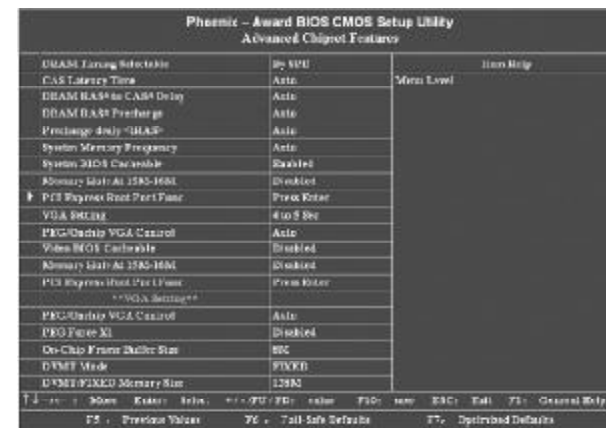 Phoenix – Award BIOS CMOS Setup Utility
Advanced Chipset Features
DRAM Timing Selectable By SPD Item Help
CAS Latency Time Auto Menu Level
DRAM RAS# to CAS# Delay Auto
DRAM RAS# Precharge Auto
Precharge dealy <tRAS> Auto
System Memory Frequency Auto
System BIOS Cacheable Enabled
Memory Hole At 15M-16M Disabled
PCI Express Root Port Func Press Enter
VGA Setting
PEG/Onchip VGA Control Auto
Video BIOS Cacheable Disabled
Memory Hole At 15M-16M Disabled
PCI Express Root Port Func Press Enter
**VGA Setting**
PEG/Onchip VGA Control Auto
PEG Force X1 Disabled
On-Chip Frame Buffer Size
DVMT Mode FIXED
DVMT/FIXED Memory Size 128M
Move Enter: +/-/PU/PD: value F10: save ESC: Exit F1: General Help
F5: Previous Values F6: Fail-Safe Defaults F7: Optimized Defaults